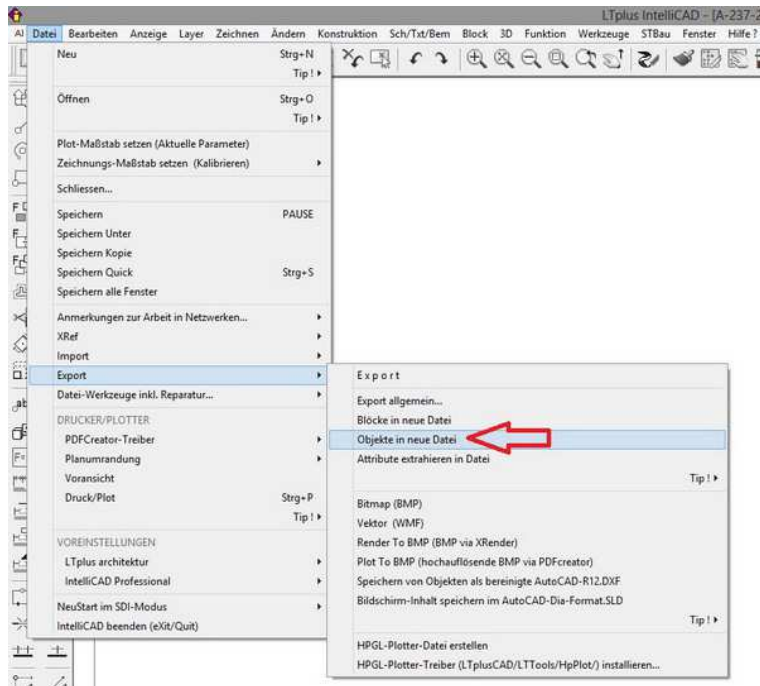 LTplus IntelliCAD - [A-237-2
AI Datei Bearbeiten Anzeige Layer Zeichnen Ändern Konstruktion Sch/Txt/Bem Block 3D Funktion Werkzeuge STBau Fenster Hilfe ?
Neu Strg+N
Tip !
Öffnen Strg+O
Tip !
Plot-Maßstab setzen (Aktuelle Parameter)
Zeichnungs-Maßstab setzen (Kalibrieren)
Schliessen...
Speichern PAUSE
Speichern Unter
Speichern Kopie
Speichern Quick Strg+S
Speichern alle Fenster
Anmerkungen zur Arbeit in Netzwerken...
XRef
Import
Export
Datei-Werkzeuge inkl. Reparatur...
DRUCKER/PLOTTER
PDFCreator-Treiber
Planumrandung
Voransicht
Druck/Plot Strg+P
Tip !
VOREINSTELLUNGEN
LTplus architektur
IntelliCAD Professional
NeuStart im SDI-Modus
IntelliCAD beenden (eXit/Quit)
E x p o r t
Export allgemein...
Blöcke in neue Datei
Objekte in neue Datei
Attribute extrahieren in Datei
Tip !
Bitmap (BMP)
Vektor (WMF)
Render To BMP (BMP via XRender)
Plot To BMP (hochauflösende BMP via PDFcreator)
Speichern von Objekten als bereinigte AutoCAD-R12.DXF
Bildschirm-Inhalt speichern im AutoCAD-Dia-Format.SLD
Tip !
HPGL-Plotter-Datei erstellen
HPGL-Plotter-Treiber (LTplusCAD/LTTools/HpPlot/) installieren...